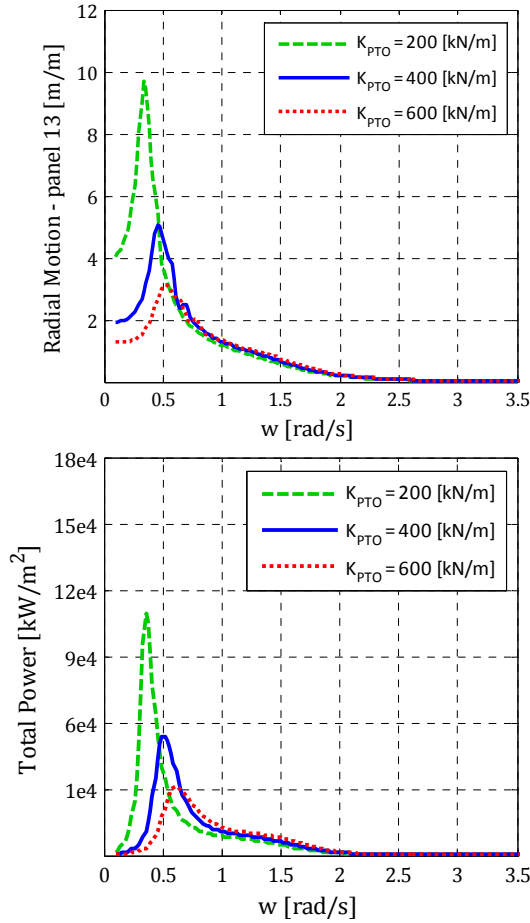 12
10
8
6
4
2
0 0.5 1 1.5 2 2.5 3 3.5
Radial Motion - panel 13 [m/m]
w [rad/s]
K_PTO = 200 [kN/m]
K_PTO = 400 [kN/m]
K_PTO = 600 [kN/m]
18e4
15e4
12e4
9e4
6e4
1e4
0 0.5 1 1.5 2 2.5 3 3.5
Total Power [kW/m²]
w [rad/s]
K_PTO = 200 [kN/m]
K_PTO = 400 [kN/m]
K_PTO = 600 [kN/m]